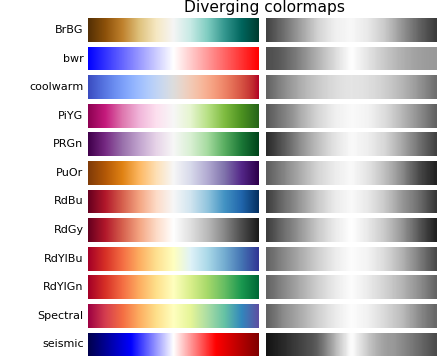 Diverging colormaps
BrBG
bwr
coolwarm
PiYG
PRGn
PuOr
RdBu
RdGy
RdYlBu
RdYlGn
Spectral
seismic